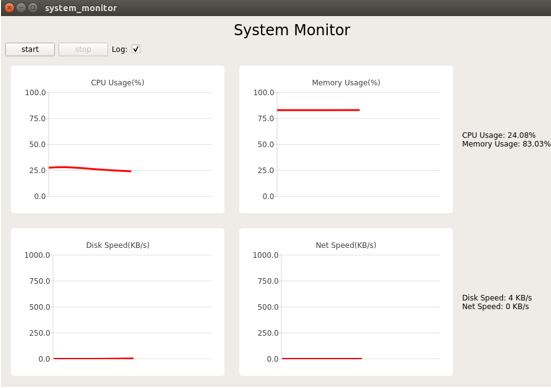 system_monitor
System Monitor
start stop Log:
CPU Usage(%)
100.0
75.0
50.0
25.0
0.0
Memory Usage(%)
100.0
75.0
50.0
25.0
0.0
CPU Usage: 24.08%
Memory Usage: 83.03%
Disk Speed(KB/s)
1000.0
750.0
500.0
250.0
0.0
Net Speed(KB/s)
1000.0
750.0
500.0
250.0
0.0
Disk Speed: 4 KB/s
Net Speed: 0 KB/s